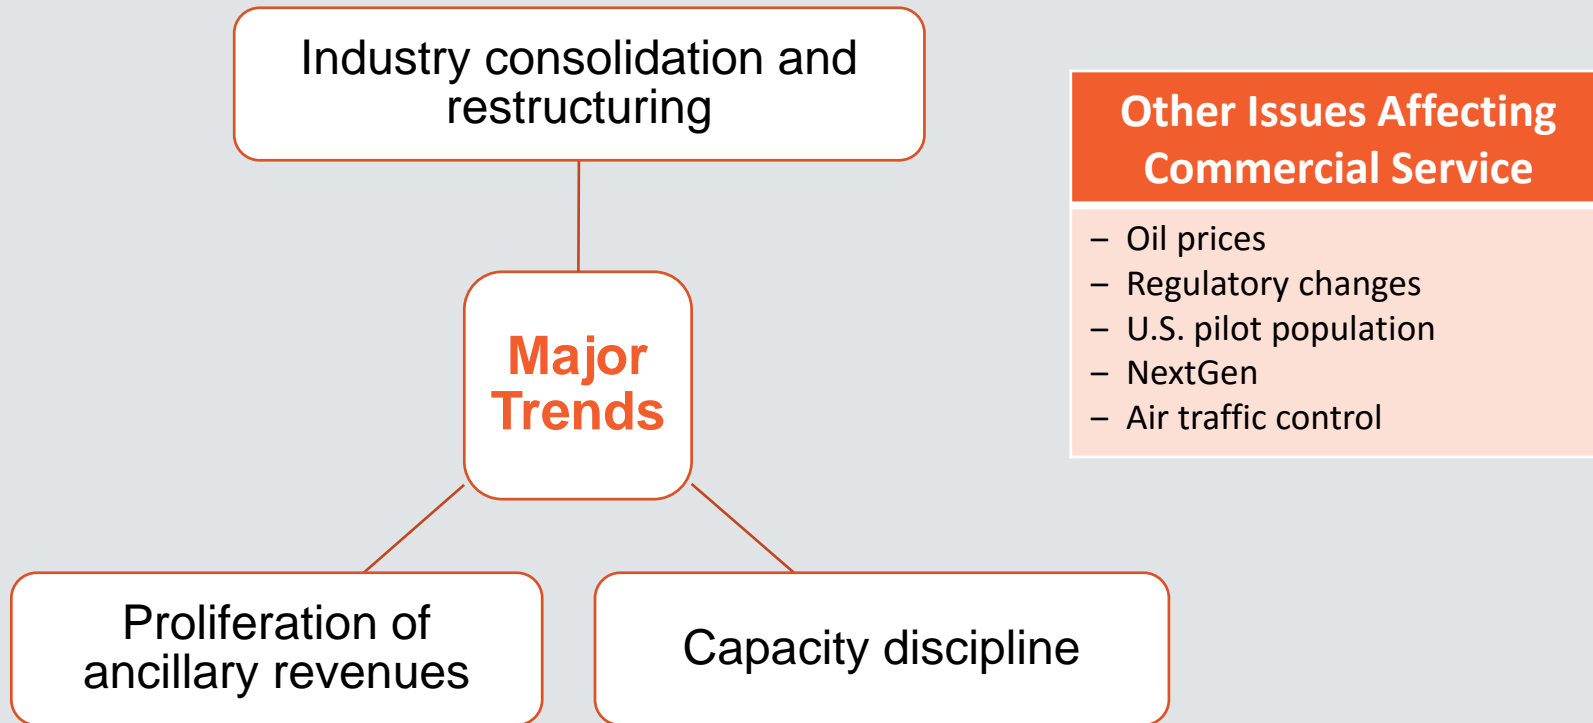 Industry consolidation and
restructuring
Major
Trends
Proliferation of
ancillary revenues
Capacity discipline
Other Issues Affecting
Commercial Service
– Oil prices
– Regulatory changes
– U.S. pilot population
– NextGen
– Air traffic control